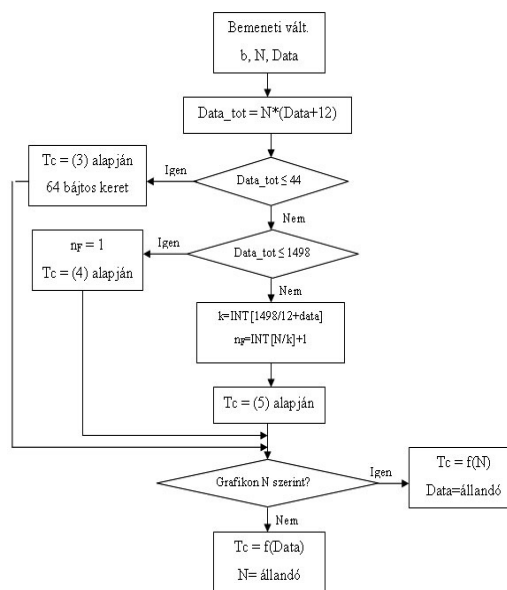 Bemeneti vált.
b, N, Data
Data_tot = N*(Data+12)
Tc = (3) alapján
64 bájtos keret
Igen
Data_tot ≤ 44
Nem
nF = 1
Tc = (4) alapján
Igen
Data_tot ≤ 1498
Nem
k=INT[1498/12+data]
nF=INT[N/k]+1
Tc = (5) alapján
Grafikon N szerint?
Igen
Tc = f(N)
Data=állandó
Nem
Tc = f(Data)
N= állandó